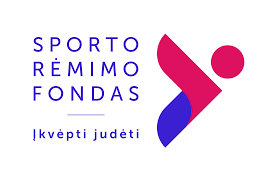 SPORTO
RĖMIMO
FONDAS
Įkvėpti judėti